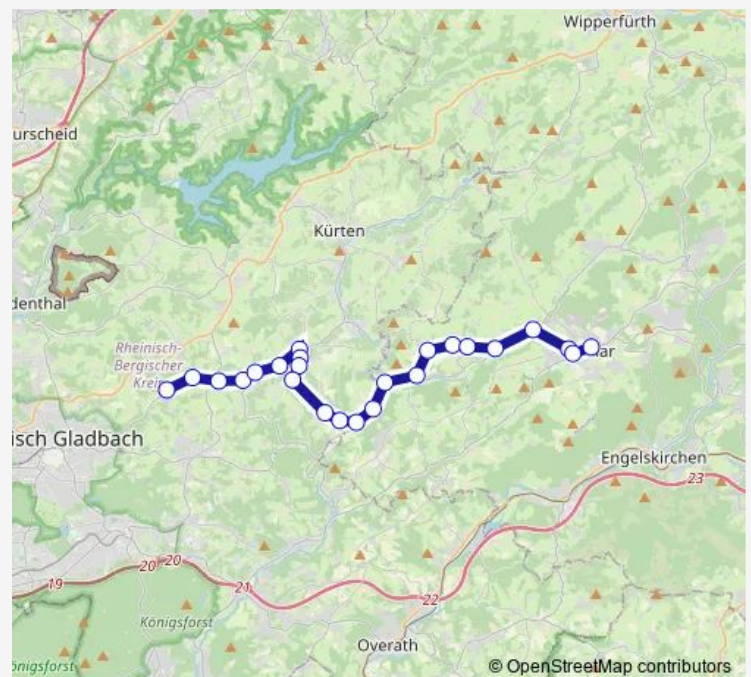 Wipperfürth
urscheid
Kürten
denthal
Rheinisch-
Bergischer
Kreis
ar
isch Gladbach
Engelskirchen
23
20 20
19
21
22
Königsforst
Overath
önigsforst
© OpenStreetMap contributors